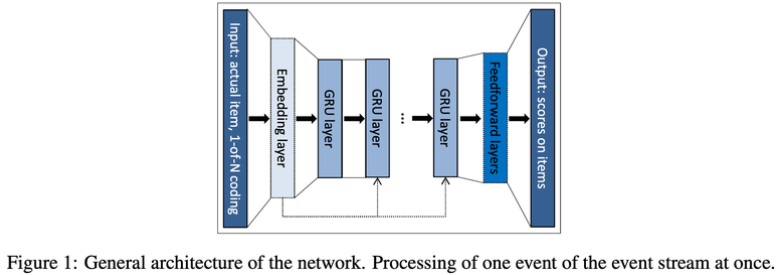 Input: actual item, 1-of-N coding
Embedding layer
GRU layer
GRU layer
...
GRU layer
Feedforward layers
Output: scores on items
Figure 1: General architecture of the network. Processing of one event of the event stream at once.